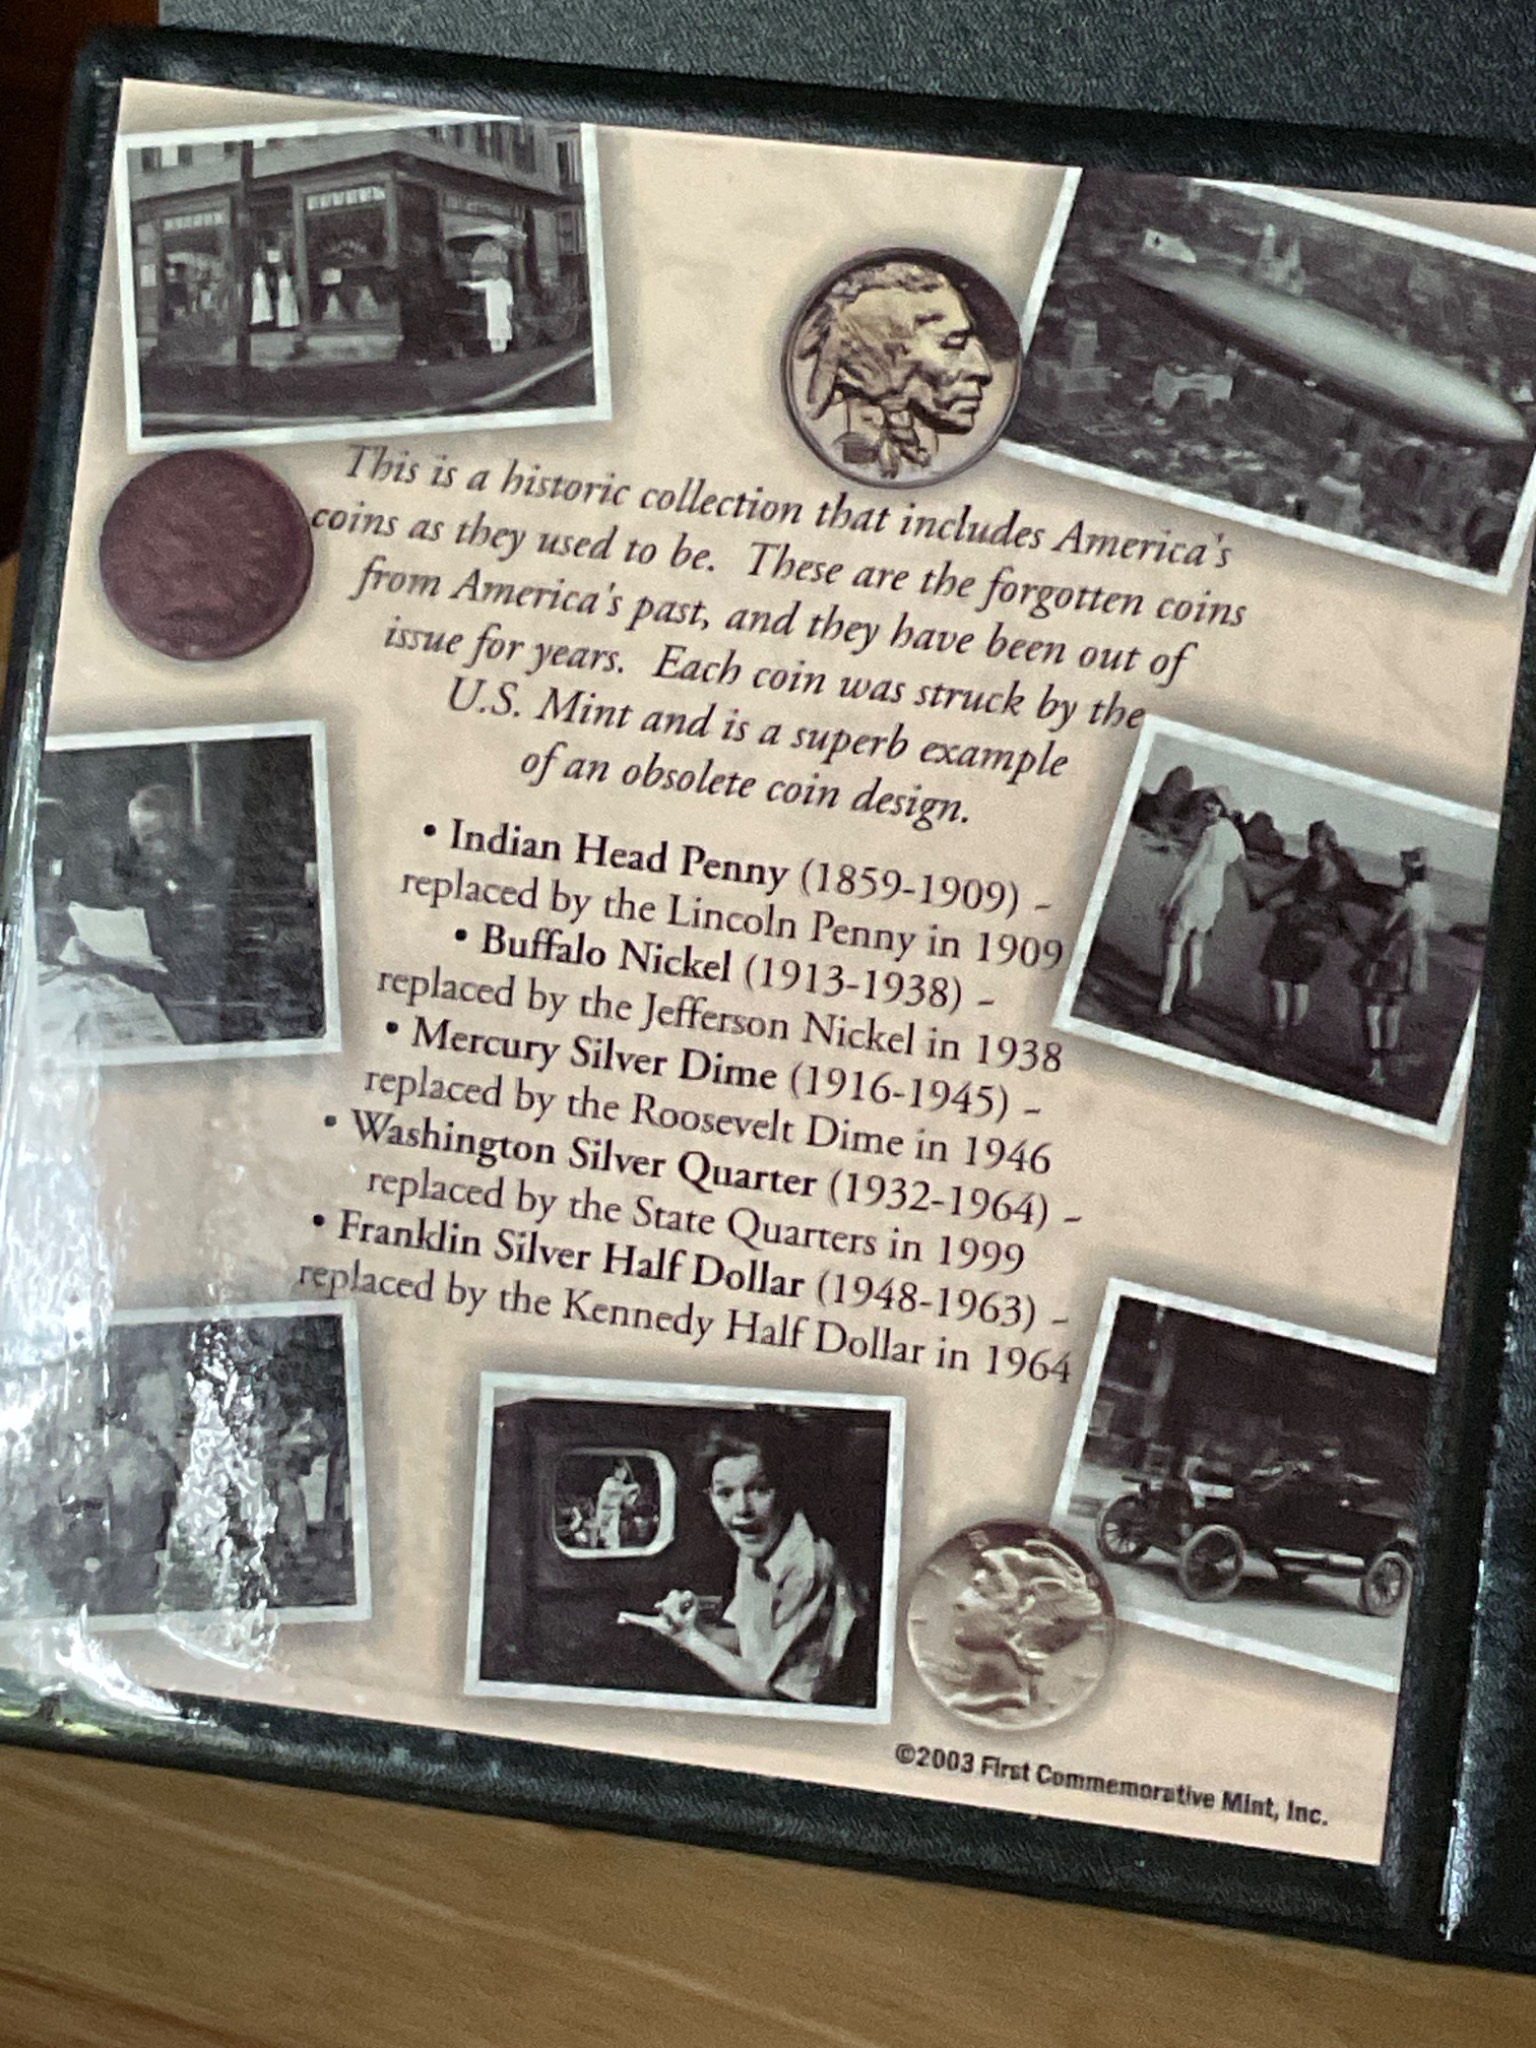 This is a historic collection that includes America's
coins as they used to be. These are the forgotten coins
from America's past, and they have been out of
issue for years. Each coin was struck by the
U.S. Mint and is a superb example
of an obsolete coin design.
• Indian Head Penny (1859-1909) –
replaced by the Lincoln Penny in 1909
• Buffalo Nickel (1913-1938) –
replaced by the Jefferson Nickel in 1938
• Mercury Silver Dime (1916-1945) –
replaced by the Roosevelt Dime in 1946
• Washington Silver Quarter (1932-1964) –
replaced by the State Quarters in 1999
• Franklin Silver Half Dollar (1948-1963) –
replaced by the Kennedy Half Dollar in 1964
©2003 First Commemorative Mint, Inc.